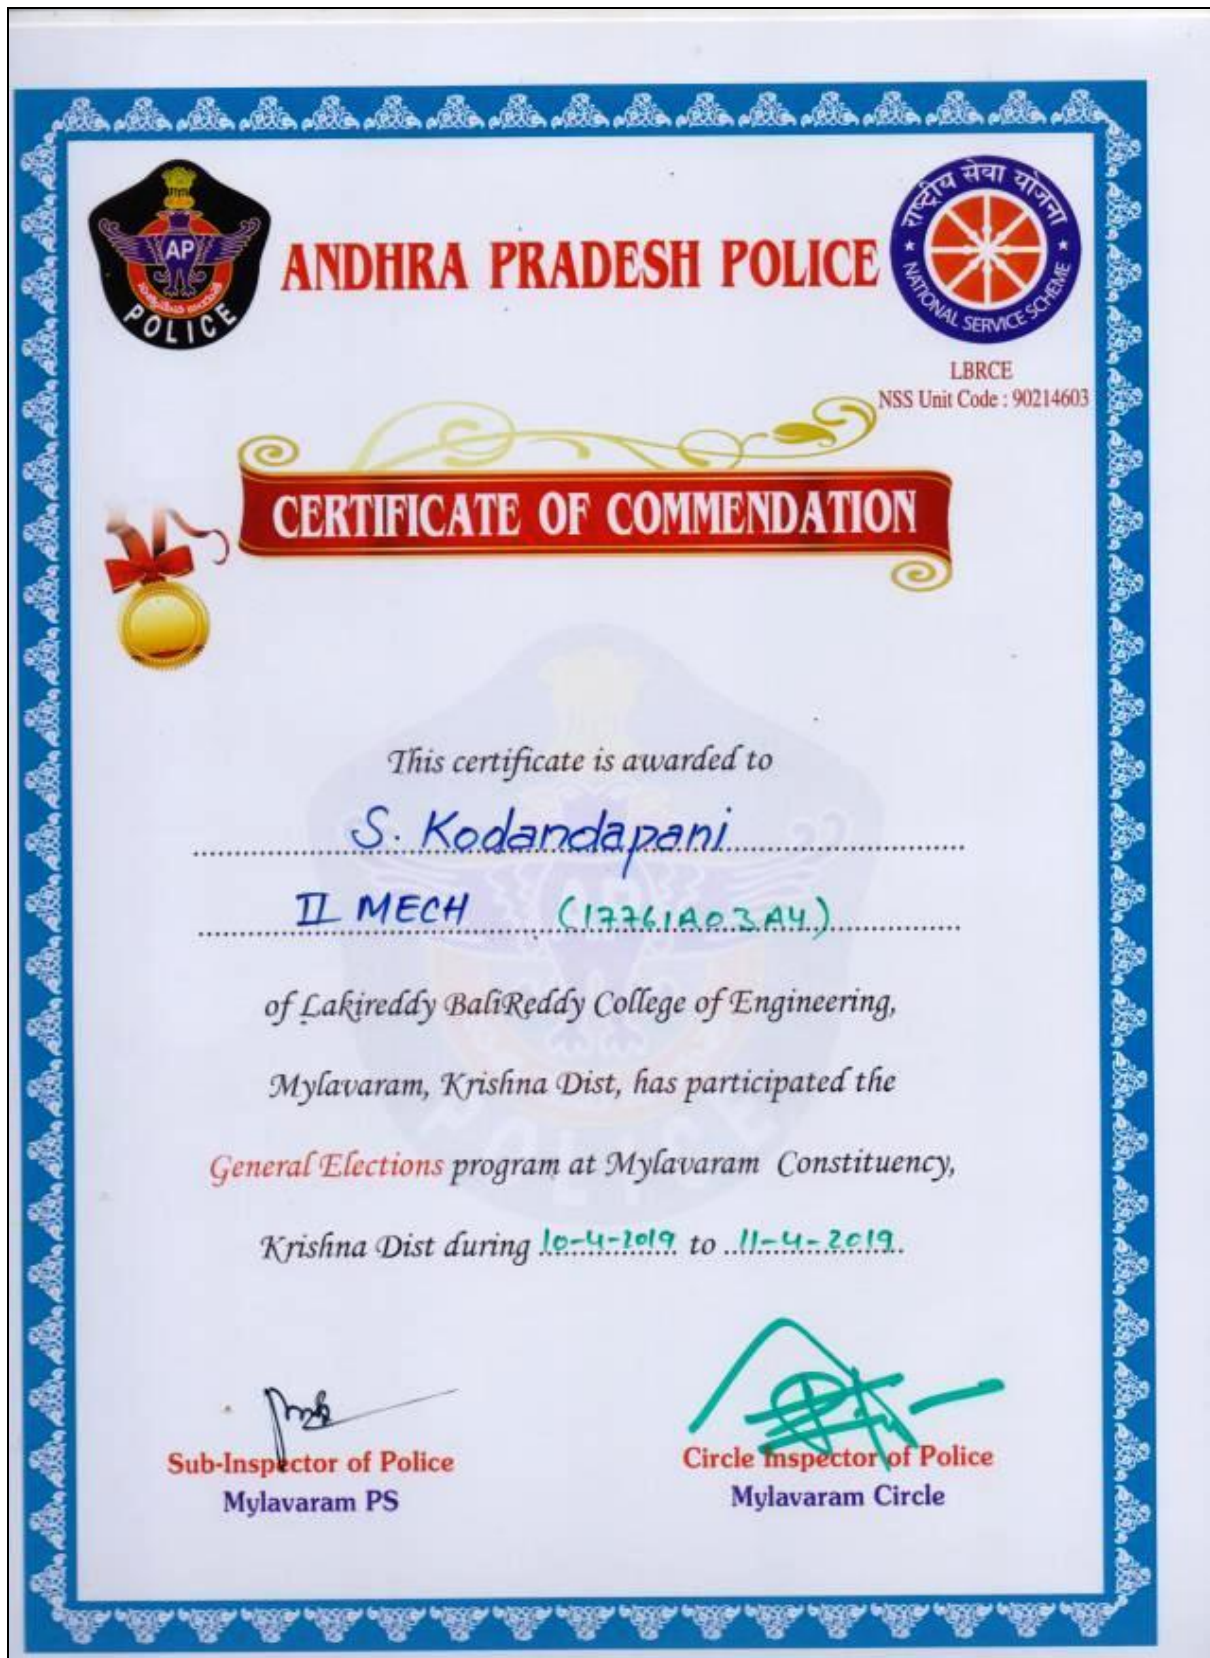 AP
POLICE
ANDHRA PRADESH POLICE
राष्ट्रीय सेवा योजना
NATIONAL SERVICE SCHEME
LBRCE
NSS Unit Code : 90214603
CERTIFICATE OF COMMENDATION
This certificate is awarded to
S. Kodandapani
II MECH (17761A03A4)
of Lakireddy BaliReddy College of Engineering,
Mylavaram, Krishna Dist, has participated the
General Elections program at Mylavaram Constituency,
Krishna Dist during 10-4-2019 to 11-4-2019
Sub-Inspector of Police
Mylavaram PS
Circle Inspector of Police
Mylavaram Circle